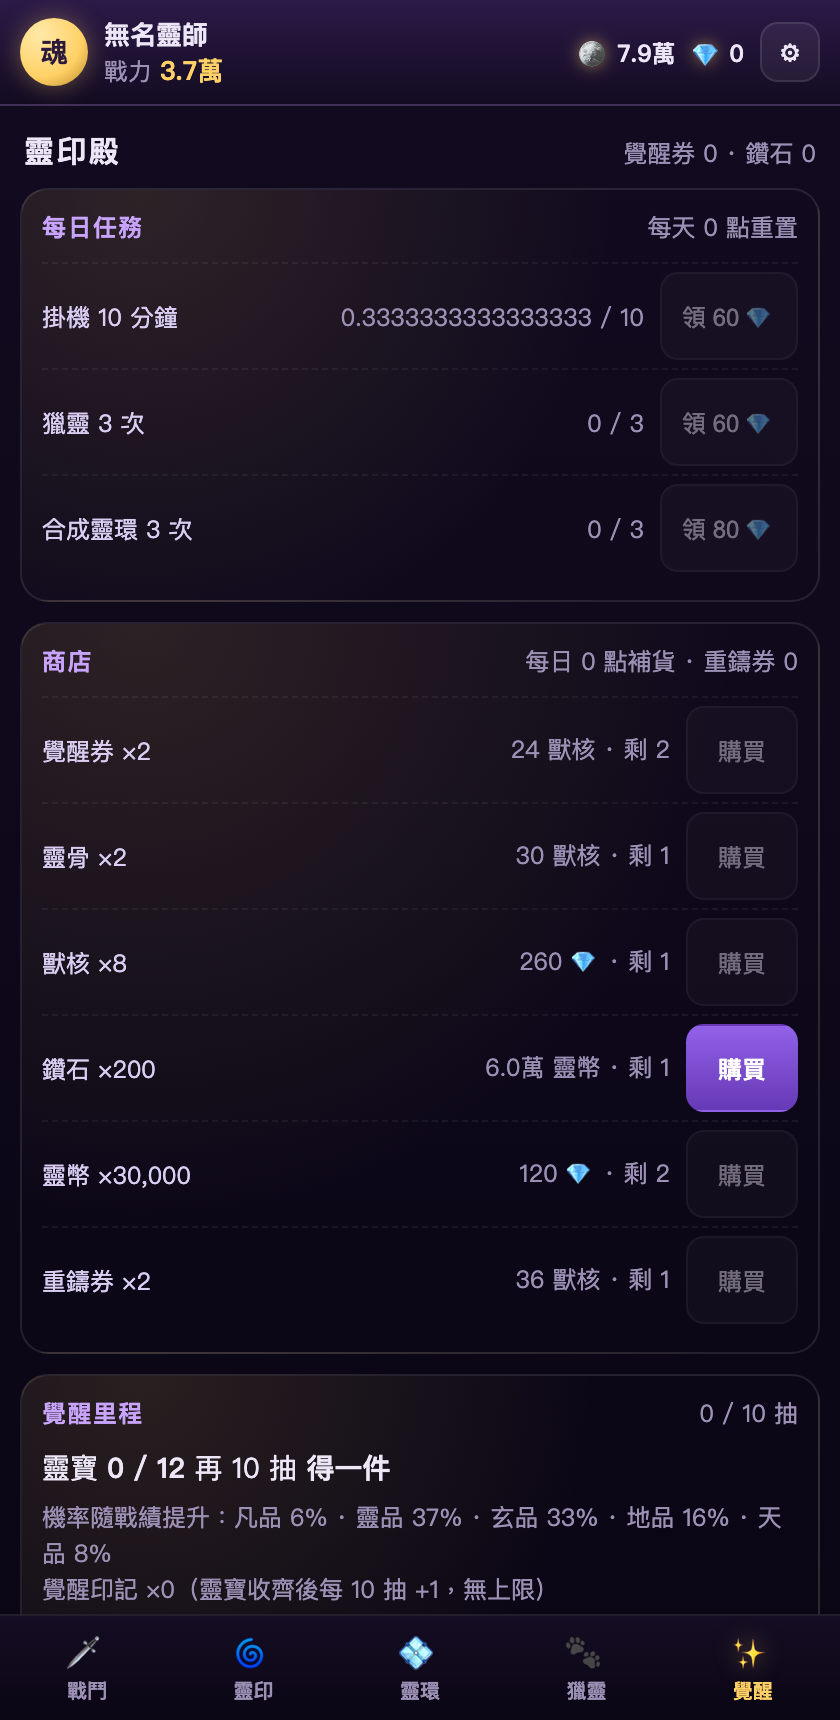 魂
無名靈師
戰力 3.7萬
7.9萬 💎 0 ⚙
靈印殿
覺醒券 0 · 鑽石 0
每日任務
每天 0 點重置
掛機 10 分鐘
0.3333333333333333 / 10
領 60 💎
獵靈 3 次
0 / 3
領 60 💎
合成靈環 3 次
0 / 3
領 80 💎
商店
每日 0 點補貨 · 重鑄券 0
覺醒券 ×2
24 獸核 · 剩 2
購買
靈骨 ×2
30 獸核 · 剩 1
購買
獸核 ×8
260 💎 · 剩 1
購買
鑽石 ×200
6.0萬 靈幣 · 剩 1
購買
靈幣 ×30,000
120 💎 · 剩 2
購買
重鑄券 ×2
36 獸核 · 剩 1
購買
覺醒里程
0 / 10 抽
靈寶 0 / 12 再 10 抽 得一件
機率隨戰績提升：凡品 6% · 靈品 37% · 玄品 33% · 地品 16% · 天
品 8%
覺醒印記 ×0（靈寶收齊後每 10 抽 +1，無上限）
戰鬥
靈印
靈環
獵靈
覺醒